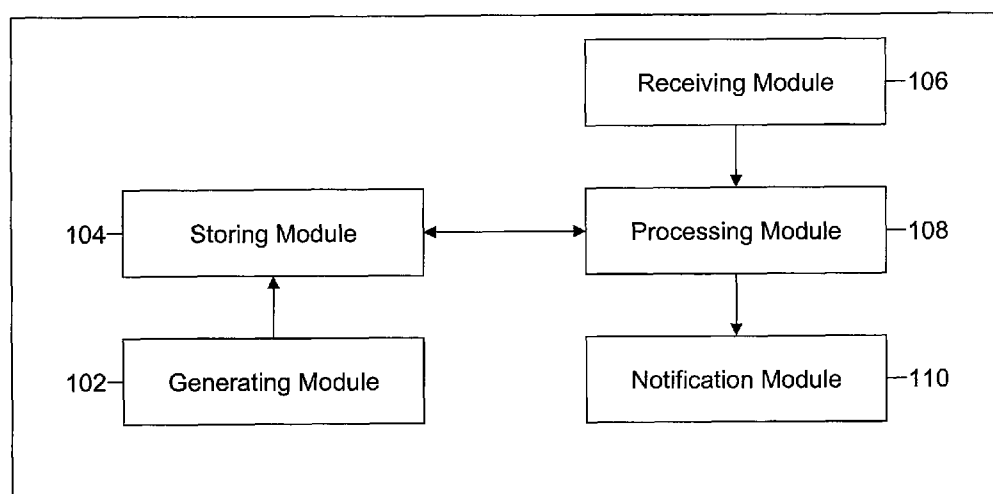 Receiving Module 106
104 Storing Module Processing Module 108
102 Generating Module Notification Module 110